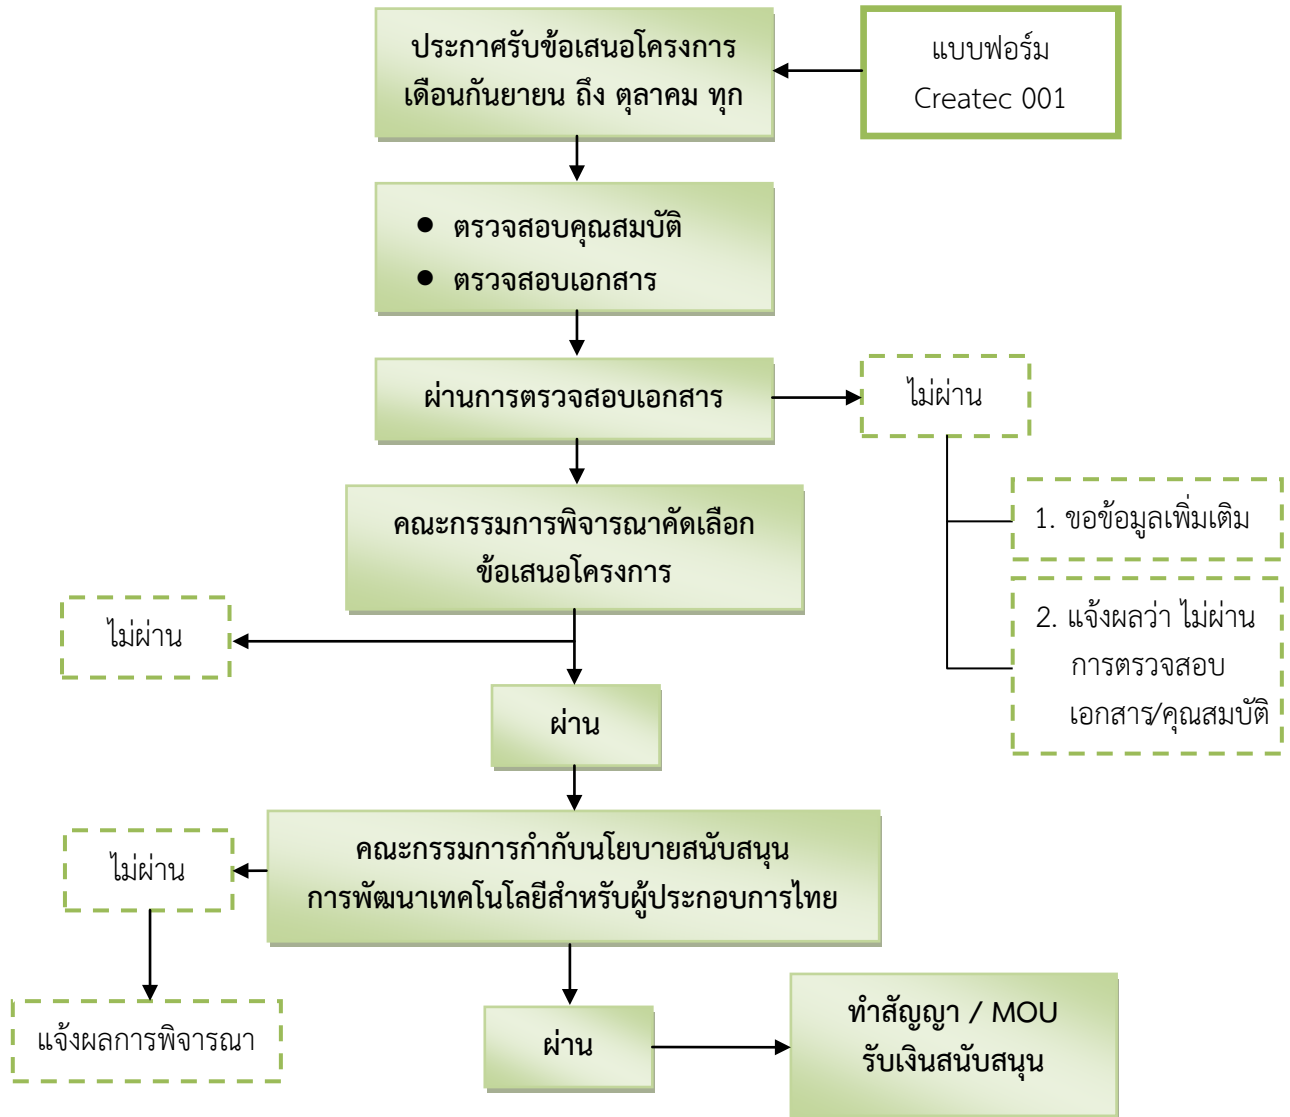 ประกาศรับข้อเสนอโครงการ
เดือนกันยายน ถึง ตุลาคม ทุก
แบบฟอร์ม
Createc 001
● ตรวจสอบคุณสมบัติ
● ตรวจสอบเอกสาร
ผ่านการตรวจสอบเอกสาร
ไม่ผ่าน
1. ขอข้อมูลเพิ่มเติม
2. แจ้งผลว่า ไม่ผ่าน
การตรวจสอบ
เอกสาร/คุณสมบัติ
คณะกรรมการพิจารณาคัดเลือก
ข้อเสนอโครงการ
ไม่ผ่าน
ผ่าน
คณะกรรมการกำกับนโยบายสนับสนุน
การพัฒนาเทคโนโลยีสำหรับผู้ประกอบการไทย
ไม่ผ่าน
แจ้งผลการพิจารณา
ผ่าน
ทำสัญญา / MOU
รับเงินสนับสนุน